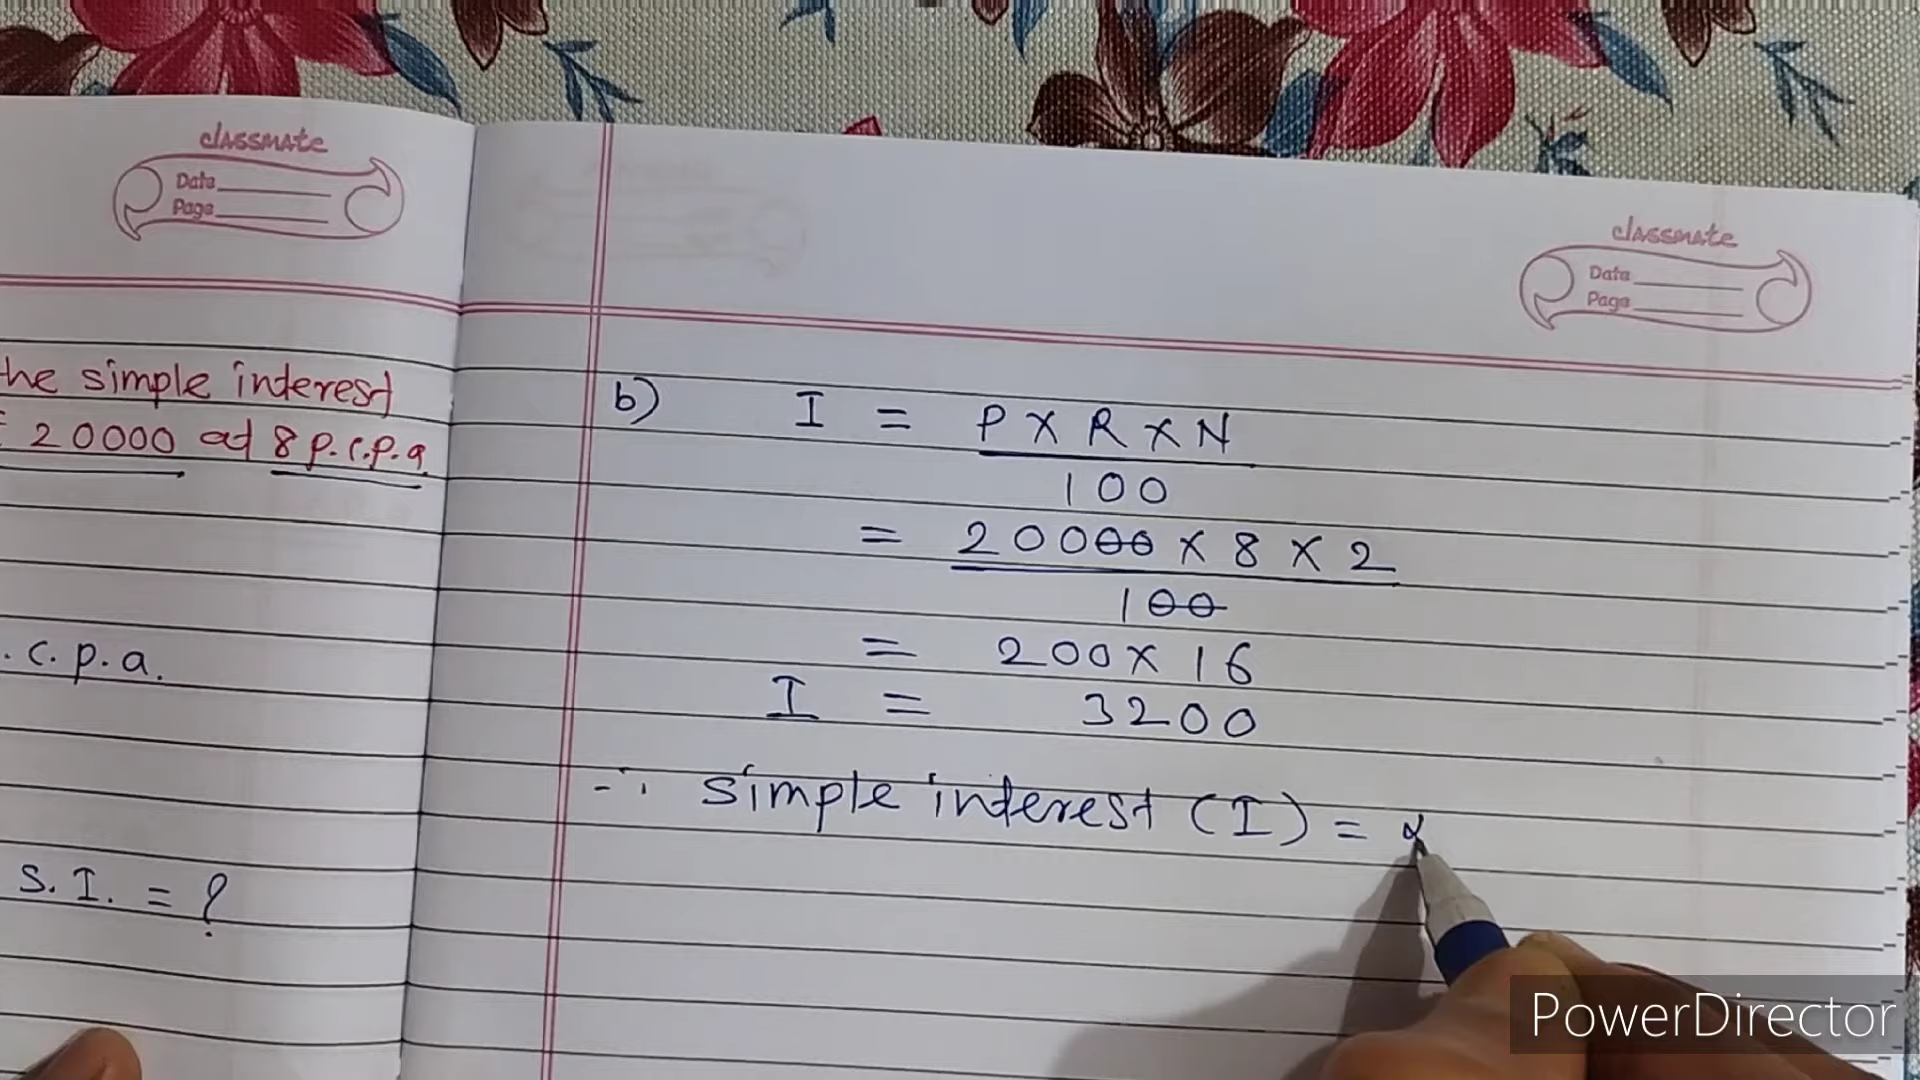 classmate
Date
Page
he simple interest
20000 at 8 p.c.p.a
. c. p. a.
S. I. = ?
classmate
Date
Page
b) I = P X R X N
100
= 20000 X 8 X 2
100
= 200 X 16
I = 3200
∴ simple interest (I) =
PowerDirector